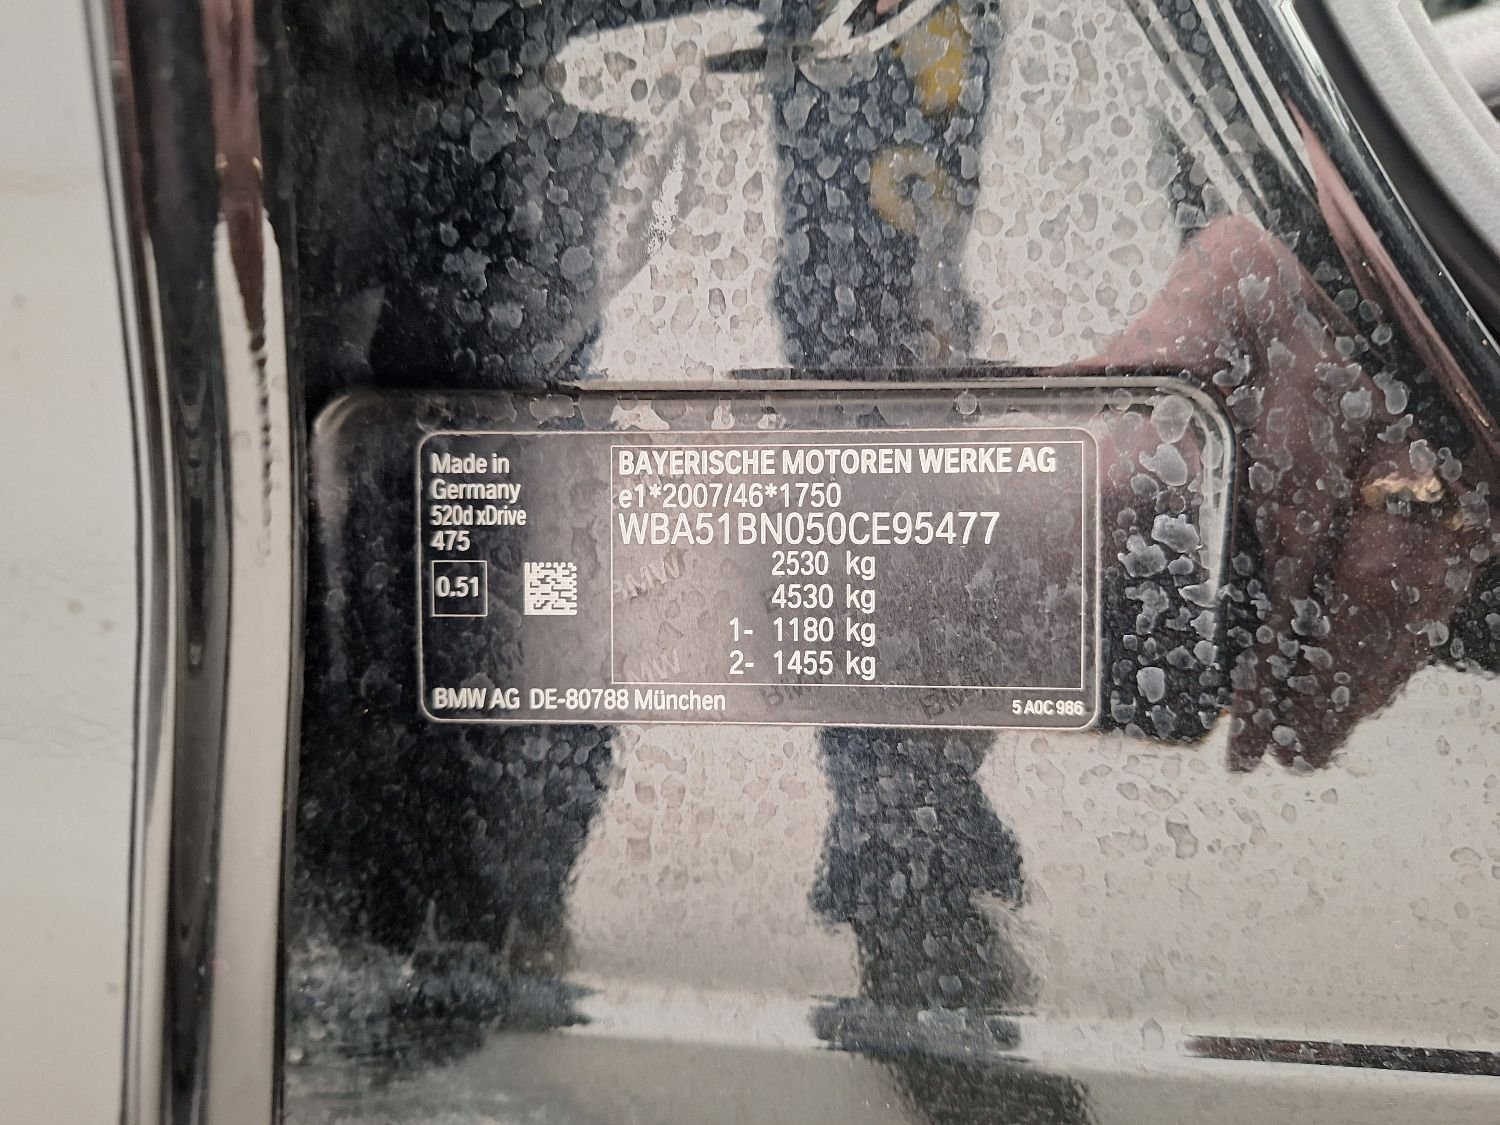 Made in
Germany
520d xDrive
475
0.51
BAYERISCHE MOTOREN WERKE AG
e1*2007/46*1750
WBA51BN050CE95477
2530 kg
4530 kg
1- 1180 kg
2- 1455 kg
BMW AG DE-80788 München
5 A0C 986